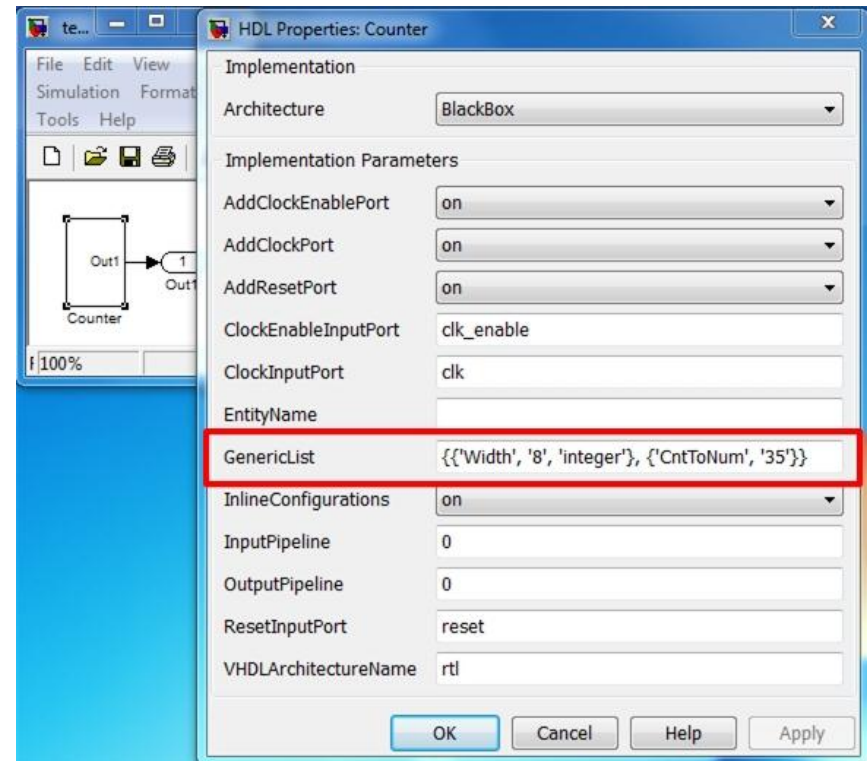 te...
File Edit View
Simulation Format
Tools Help
Out1
1
Out1
Counter
100%
HDL Properties: Counter
Implementation
Architecture BlackBox
Implementation Parameters
AddClockEnablePort on
AddClockPort on
AddResetPort on
ClockEnableInputPort clk_enable
ClockInputPort clk
EntityName
GenericList {{'Width', '8', 'integer'}, {'CntToNum', '35'}}
InlineConfigurations on
InputPipeline 0
OutputPipeline 0
ResetInputPort reset
VHDLArchitectureName rtl
OK Cancel Help Apply